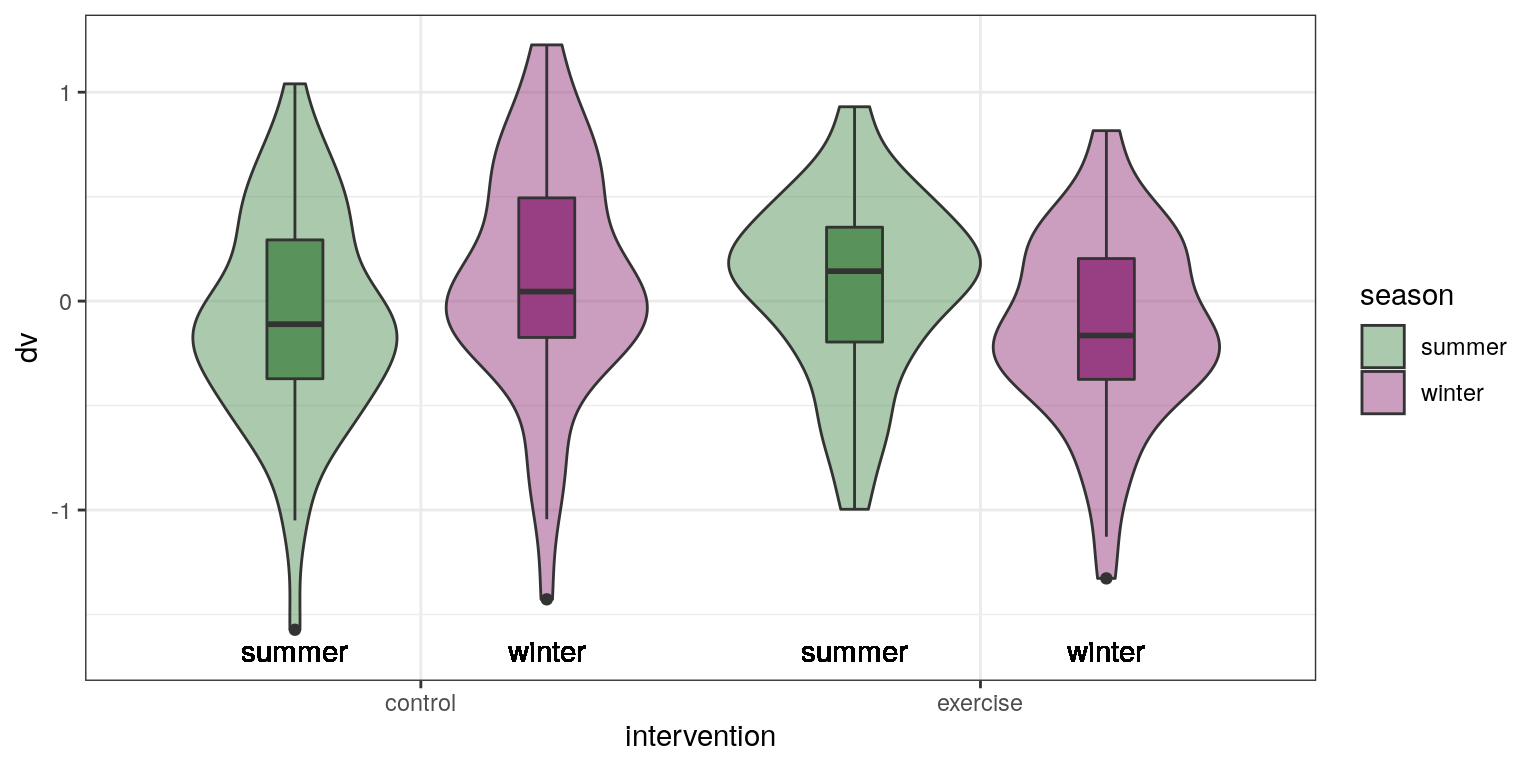 dv
1
0
-1
summer winter summer winter
control exercise
intervention
season
summer
winter